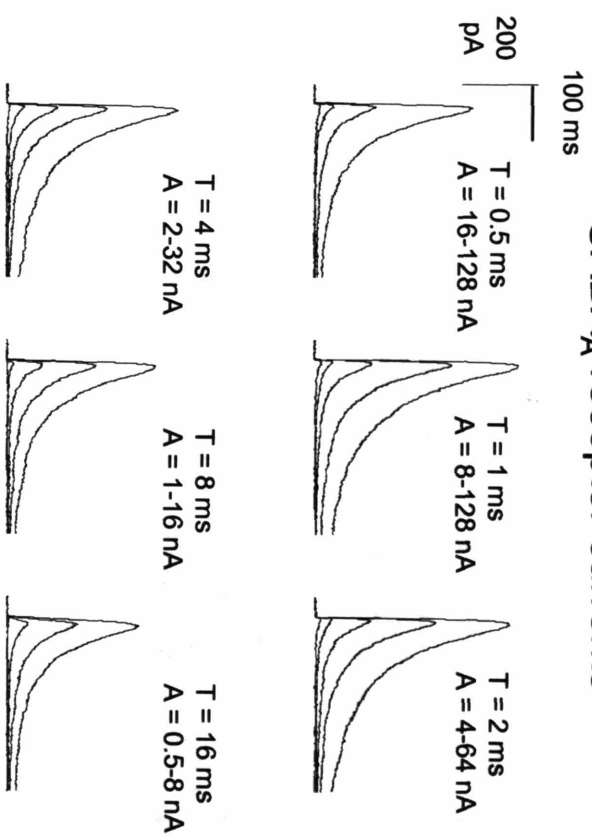 100 ms
200
pA
T = 0.5 ms
A = 16-128 nA
T = 1 ms
A = 8-128 nA
T = 2 ms
A = 4-64 nA
T = 4 ms
A = 2-32 nA
T = 8 ms
A = 1-16 nA
T = 16 ms
A = 0.5-8 nA